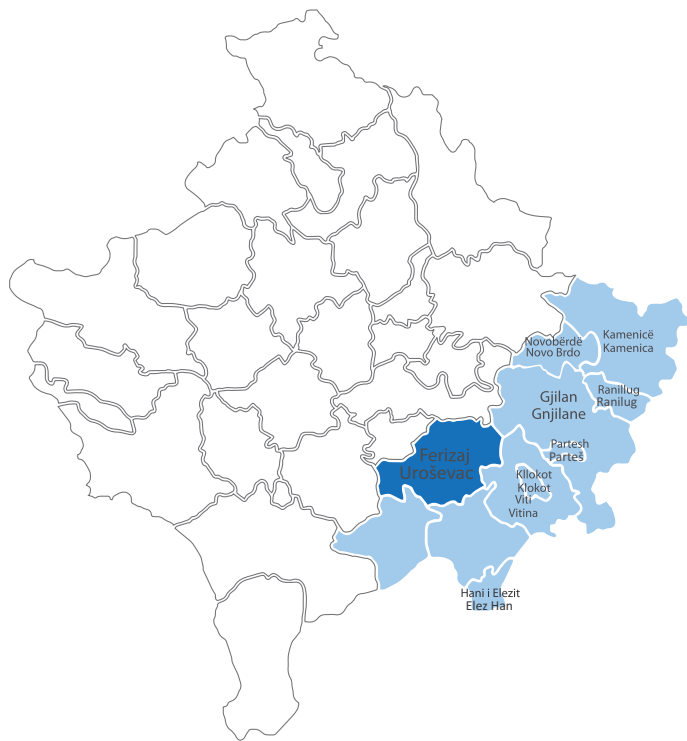 Novobërdë
Novo Brdo
Kamenicë
Kamenica
Gjilan
Gnjilane
Ranillug
Ranilug
Partesh
Parteš
Ferizaj
Uroševac
Kllokot
Klokot
Viti
Vitina
Hani i Elezit
Elez Han